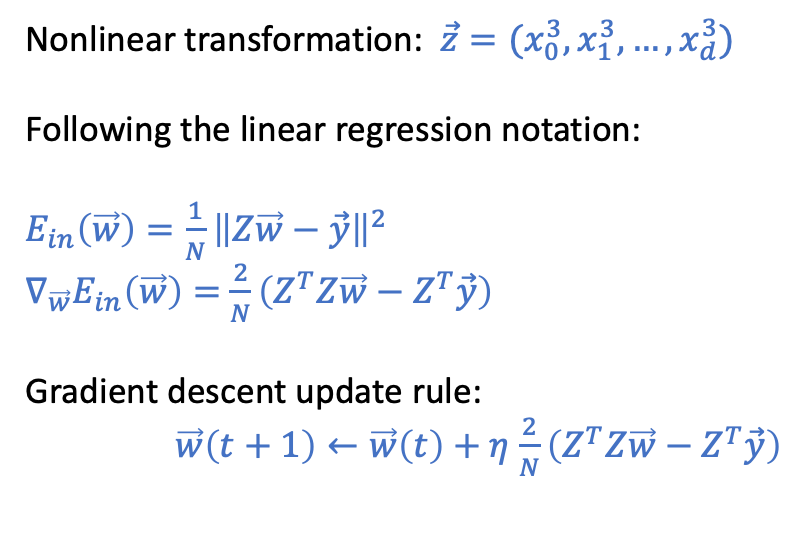 Nonlinear transformation: $\vec{z} = (x_0^3, x_1^3, \ldots, x_d^3)$
Following the linear regression notation:
$E_{in}(\vec{w}) = \frac{1}{N} \|Z\vec{w} - \vec{y}\|^2$
$\nabla_{\vec{w}} E_{in}(\vec{w}) = \frac{2}{N} (Z^T Z\vec{w} - Z^T \vec{y})$
Gradient descent update rule:
$\vec{w}(t + 1) \leftarrow \vec{w}(t) + \eta \frac{2}{N} (Z^T Z\vec{w} - Z^T \vec{y})$